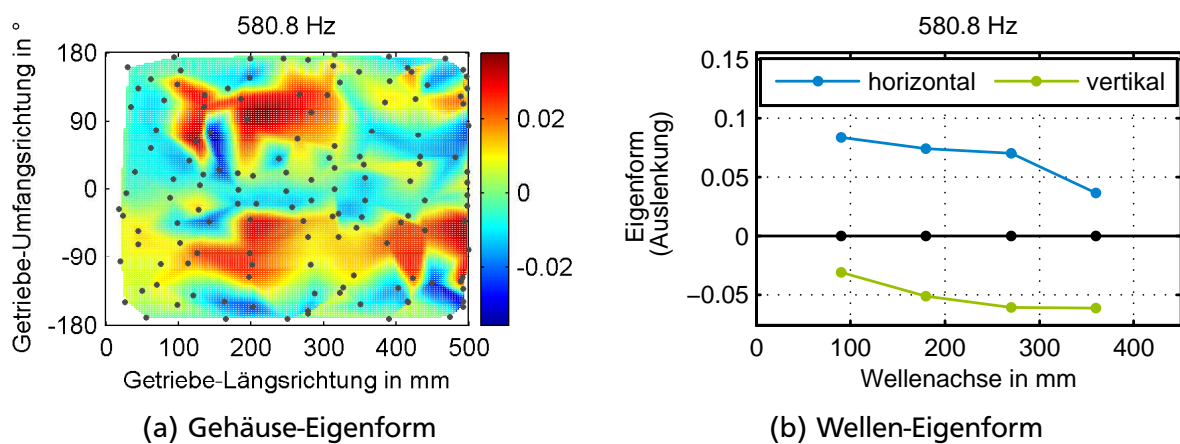 580.8 Hz
Getriebe-Umfangsrichtung in °
180
90
0
-90
-180
0 100 200 300 400 500
Getriebe-Längsrichtung in mm
0.02
0
-0.02
(a) Gehäuse-Eigenform
580.8 Hz
horizontal vertikal
Eigenform
(Auslenkung)
0.15
0.1
0.05
0
−0.05
0 100 200 300 400
Wellenachse in mm
(b) Wellen-Eigenform